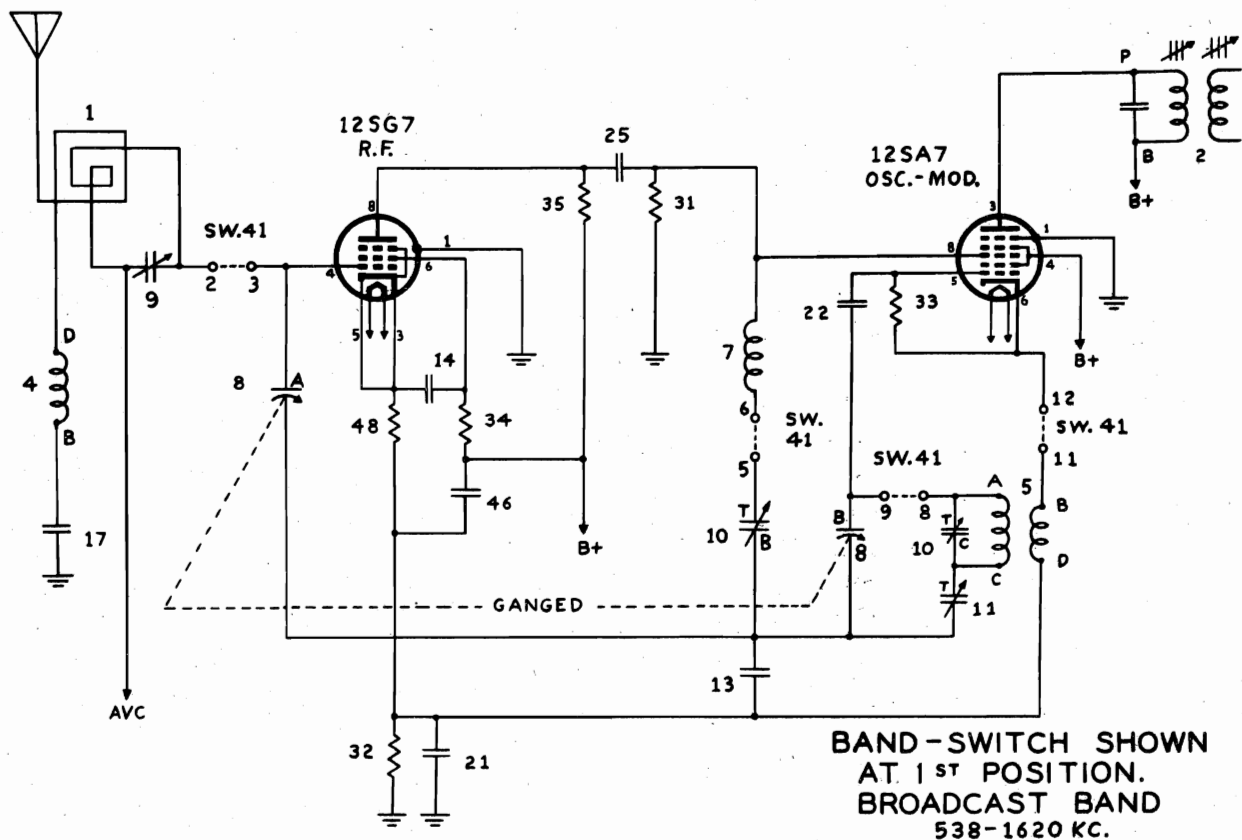 1
12SG7
R.F.
25
P
12SA7
OSC.-MOD.
B
2
B+
35
31
8
3
SW.41
1
1
4
6
8
4
5
9
2
3
5
3
6
22
33
B+
D
4
B
14
7
8
A
48
34
6
SW.
41
5
12
SW. 41
11
SW.41
5
A
B
9
8
T
C
10
46
T
10
B
B
8
C
D
17
B+
T
11
GANGED
13
AVC
32
21
BAND-SWITCH SHOWN
AT 1ST POSITION.
BROADCAST BAND
538-1620 KC.